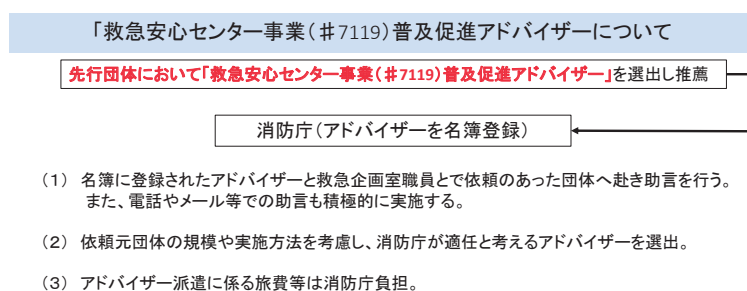 「救急安心センター事業(♯7119)普及促進アドバイザーについて
先行団体において「救急安心センター事業(♯7119)普及促進アドバイザー」を選出し推薦
消防庁(アドバイザーを名簿登録)
(1) 名簿に登録されたアドバイザーと救急企画室職員とで依頼のあった団体へ赴き助言を行う。
また、電話やメール等での助言も積極的に実施する。
(2) 依頼元団体の規模や実施方法を考慮し、消防庁が適任と考えるアドバイザーを選出。
(3) アドバイザー派遣に係る旅費等は消防庁負担。